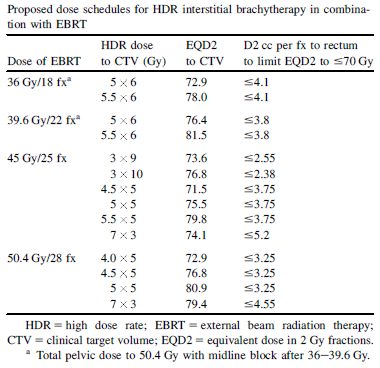 Proposed dose schedules for HDR interstitial brachytherapy in combina-
tion with EBRT
HDR dose EQD2 D2 cc per fx to rectum
Dose of EBRT to CTV (Gy) to CTV to limit EQD2 to ≤70 Gy
36 Gy/18 fxᵃ 5 × 6 72.9 ≤4.1
5.5 × 6 78.0 ≤4.1
39.6 Gy/22 fxᵃ 5 × 6 76.4 ≤3.8
5.5 × 6 81.5 ≤3.8
45 Gy/25 fx 3 × 9 73.6 ≤2.55
3 × 10 76.8 ≤2.38
4.5 × 5 71.5 ≤3.75
5 × 5 75.5 ≤3.75
5.5 × 5 79.8 ≤3.75
7 × 3 74.1 ≤5.2
50.4 Gy/28 fx 4.0 × 5 72.9 ≤3.25
4.5 × 5 76.8 ≤3.25
5 × 5 80.9 ≤3.25
7 × 3 79.4 ≤4.55
HDR = high dose rate; EBRT = external beam radiation therapy;
CTV = clinical target volume; EQD2 = equivalent dose in 2 Gy fractions.
ᵃ Total pelvic dose to 50.4 Gy with midline block after 36–39.6 Gy.